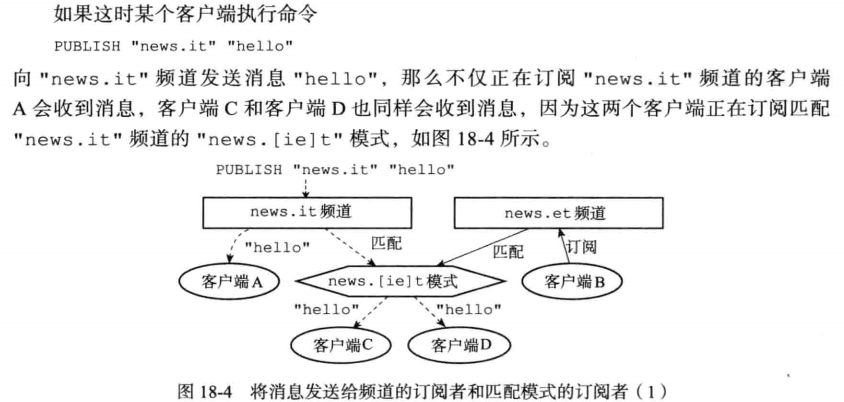 如果这时某个客户端执行命令
PUBLISH "news.it" "hello"
向 "news.it" 频道发送消息 "hello"，那么不仅正在订阅 "news.it" 频道的客户端
A 会收到消息，客户端 C 和客户端 D 也同样会收到消息，因为这两个客户端正在订阅匹配
"news.it" 频道的 "news.[ie]t" 模式，如图 18-4 所示。
PUBLISH "news.it" "hello"
news.it 频道
news.et 频道
"hello"
匹配
匹配
订阅
客户端A
news.[ie]t模式
客户端B
"hello"
"hello"
客户端C
客户端D
图 18-4 将消息发送给频道的订阅者和匹配模式的订阅者（1）